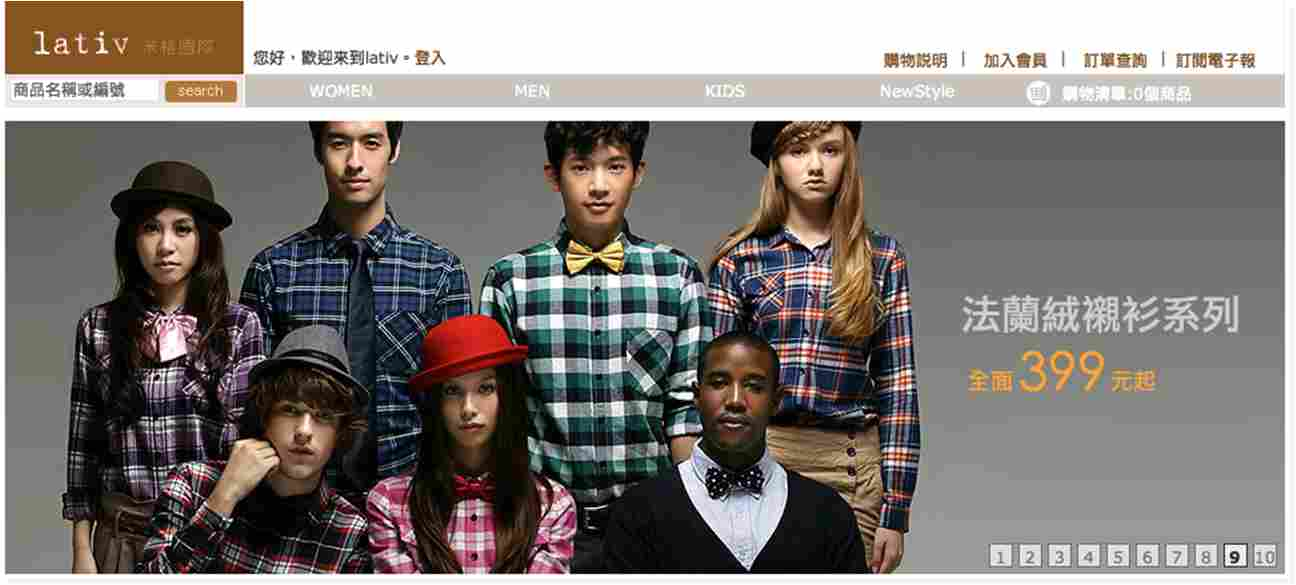 lativ 米格國際
您好，歡迎來到lativ。登入
購物說明 | 加入會員 | 訂單查詢 | 訂閱電子報
商品名稱或編號 search
WOMEN MEN KIDS NewStyle 購物清單:0個商品
法蘭絨襯衫系列
全面399元起
1 2 3 4 5 6 7 8 9 10